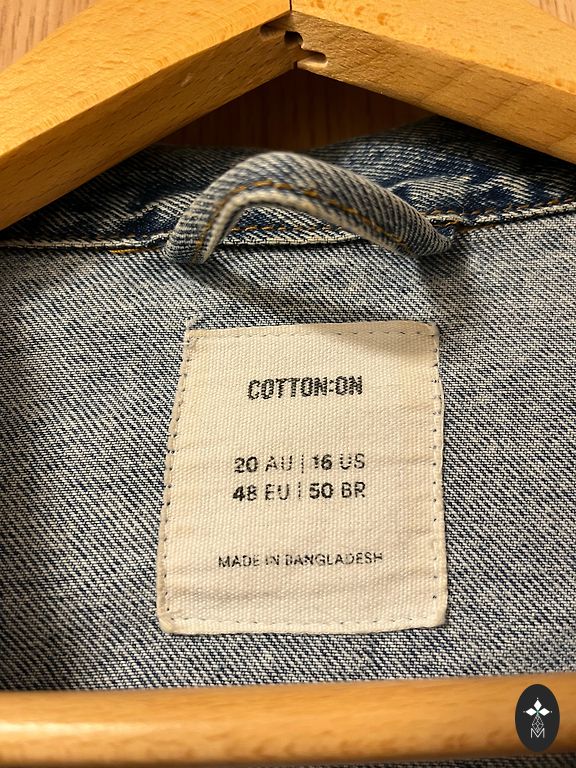 COTTON:ON
20 AU | 16 US
48 EU | 50 BR
MADE IN BANGLADESH
M